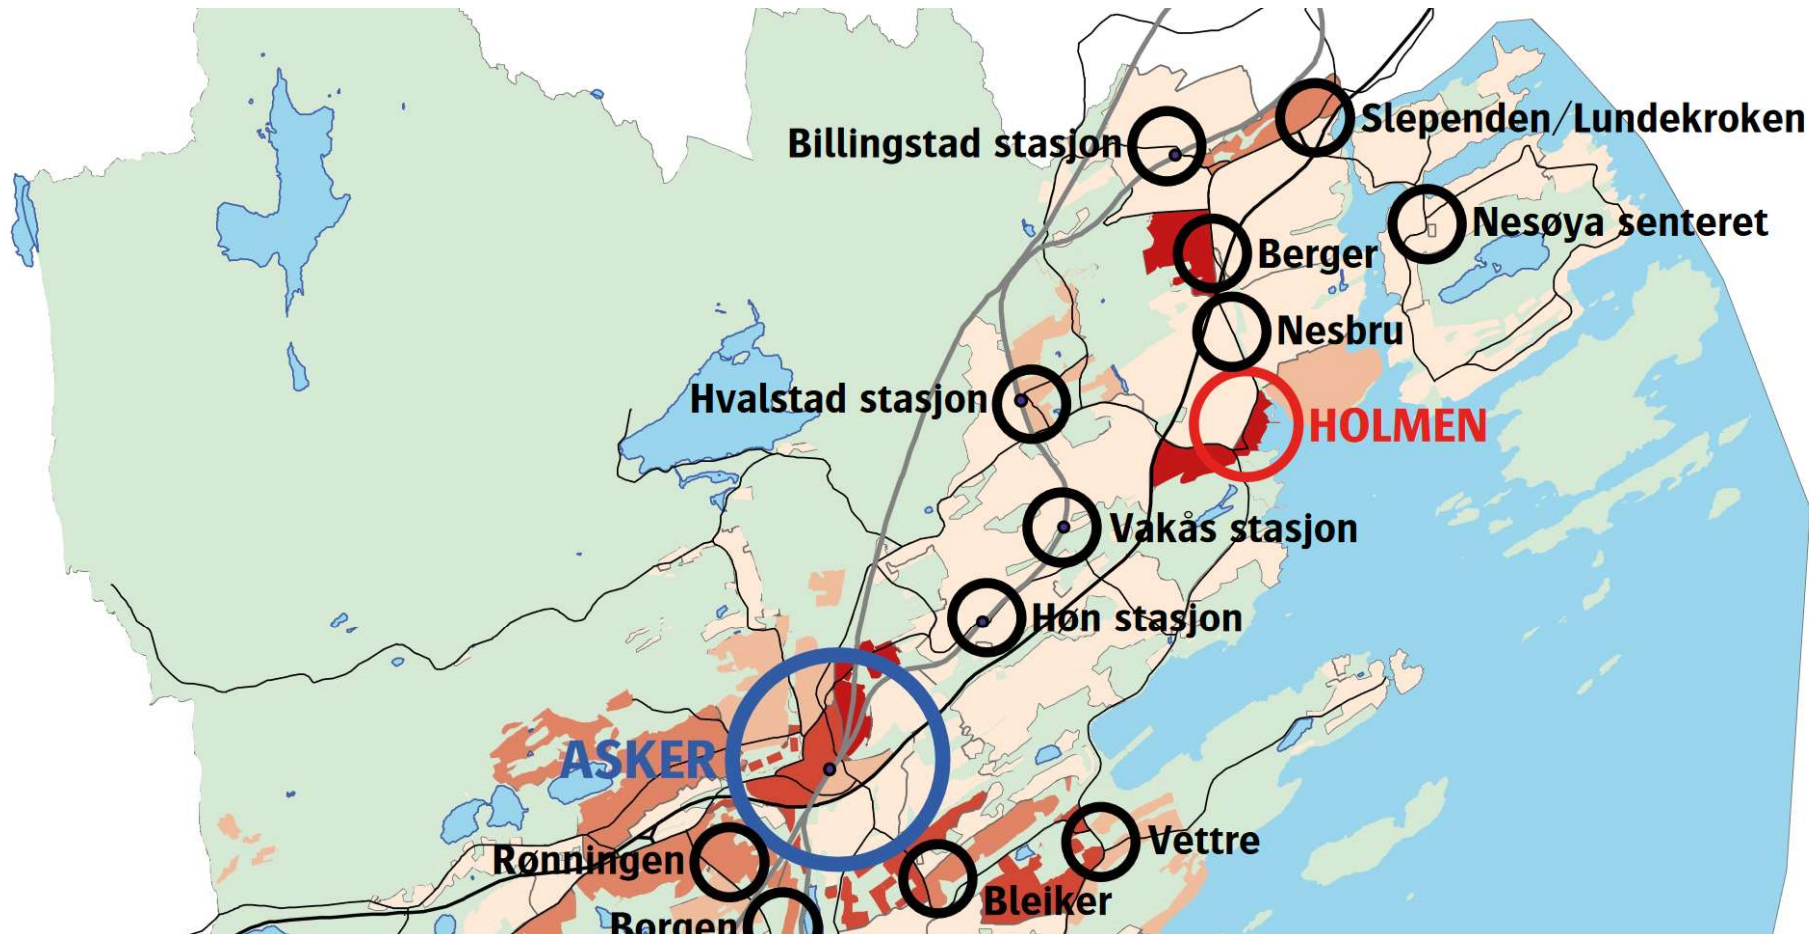 Slependen/Lundekroken
Billingstad stasjon
Nesøya senteret
Berger
Nesbru
Hvalstad stasjon
HOLMEN
Vakås stasjon
Høn stasjon
ASKER
Vettre
Rønningen
Bleiker
Borgen